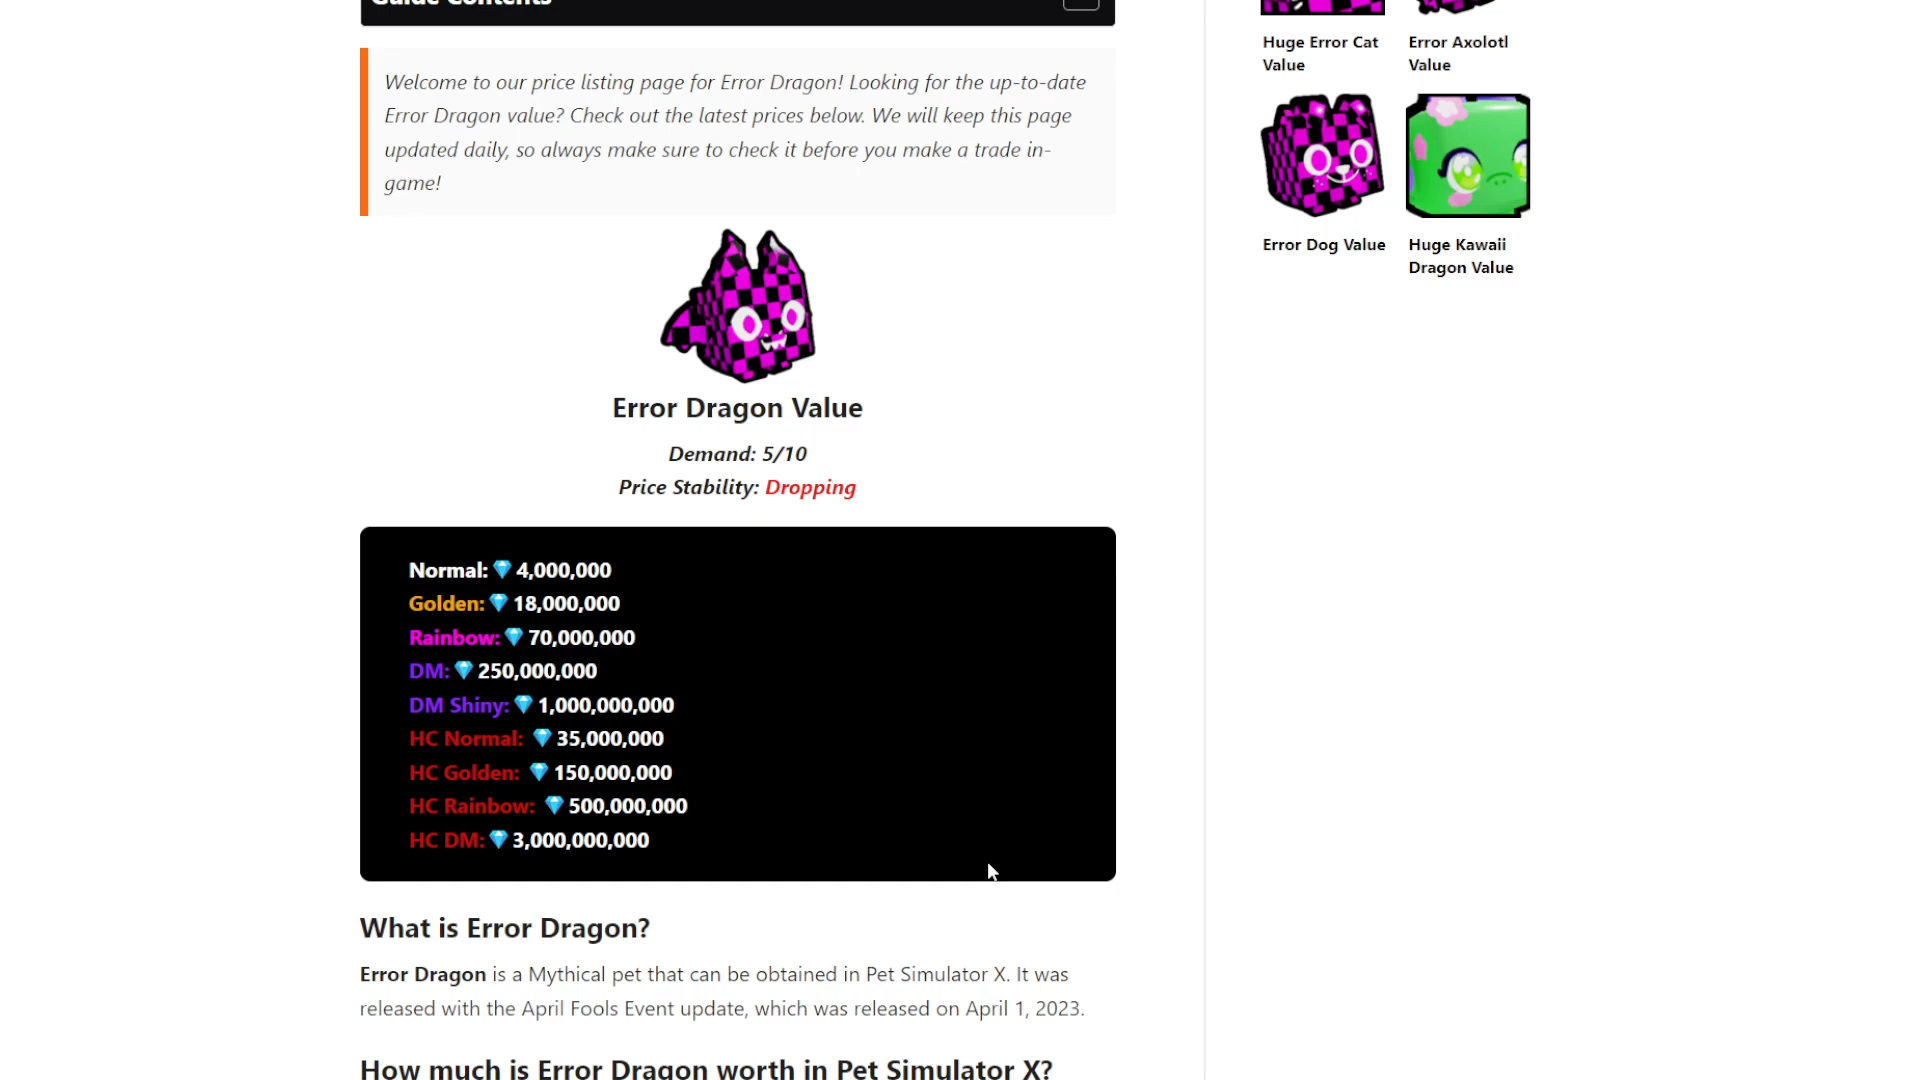 Guide Contents
Welcome to our price listing page for Error Dragon! Looking for the up-to-date
Error Dragon value? Check out the latest prices below. We will keep this page
updated daily, so always make sure to check it before you make a trade in-
game!
Error Dragon Value
Demand: 5/10
Price Stability: Dropping
Normal: 4,000,000
Golden: 18,000,000
Rainbow: 70,000,000
DM: 250,000,000
DM Shiny: 1,000,000,000
HC Normal: 35,000,000
HC Golden: 150,000,000
HC Rainbow: 500,000,000
HC DM: 3,000,000,000
What is Error Dragon?
Error Dragon is a Mythical pet that can be obtained in Pet Simulator X. It was
released with the April Fools Event update, which was released on April 1, 2023.
How much is Error Dragon worth in Pet Simulator X?
Huge Error Cat
Value
Error Axolotl
Value
Error Dog Value
Huge Kawaii
Dragon Value